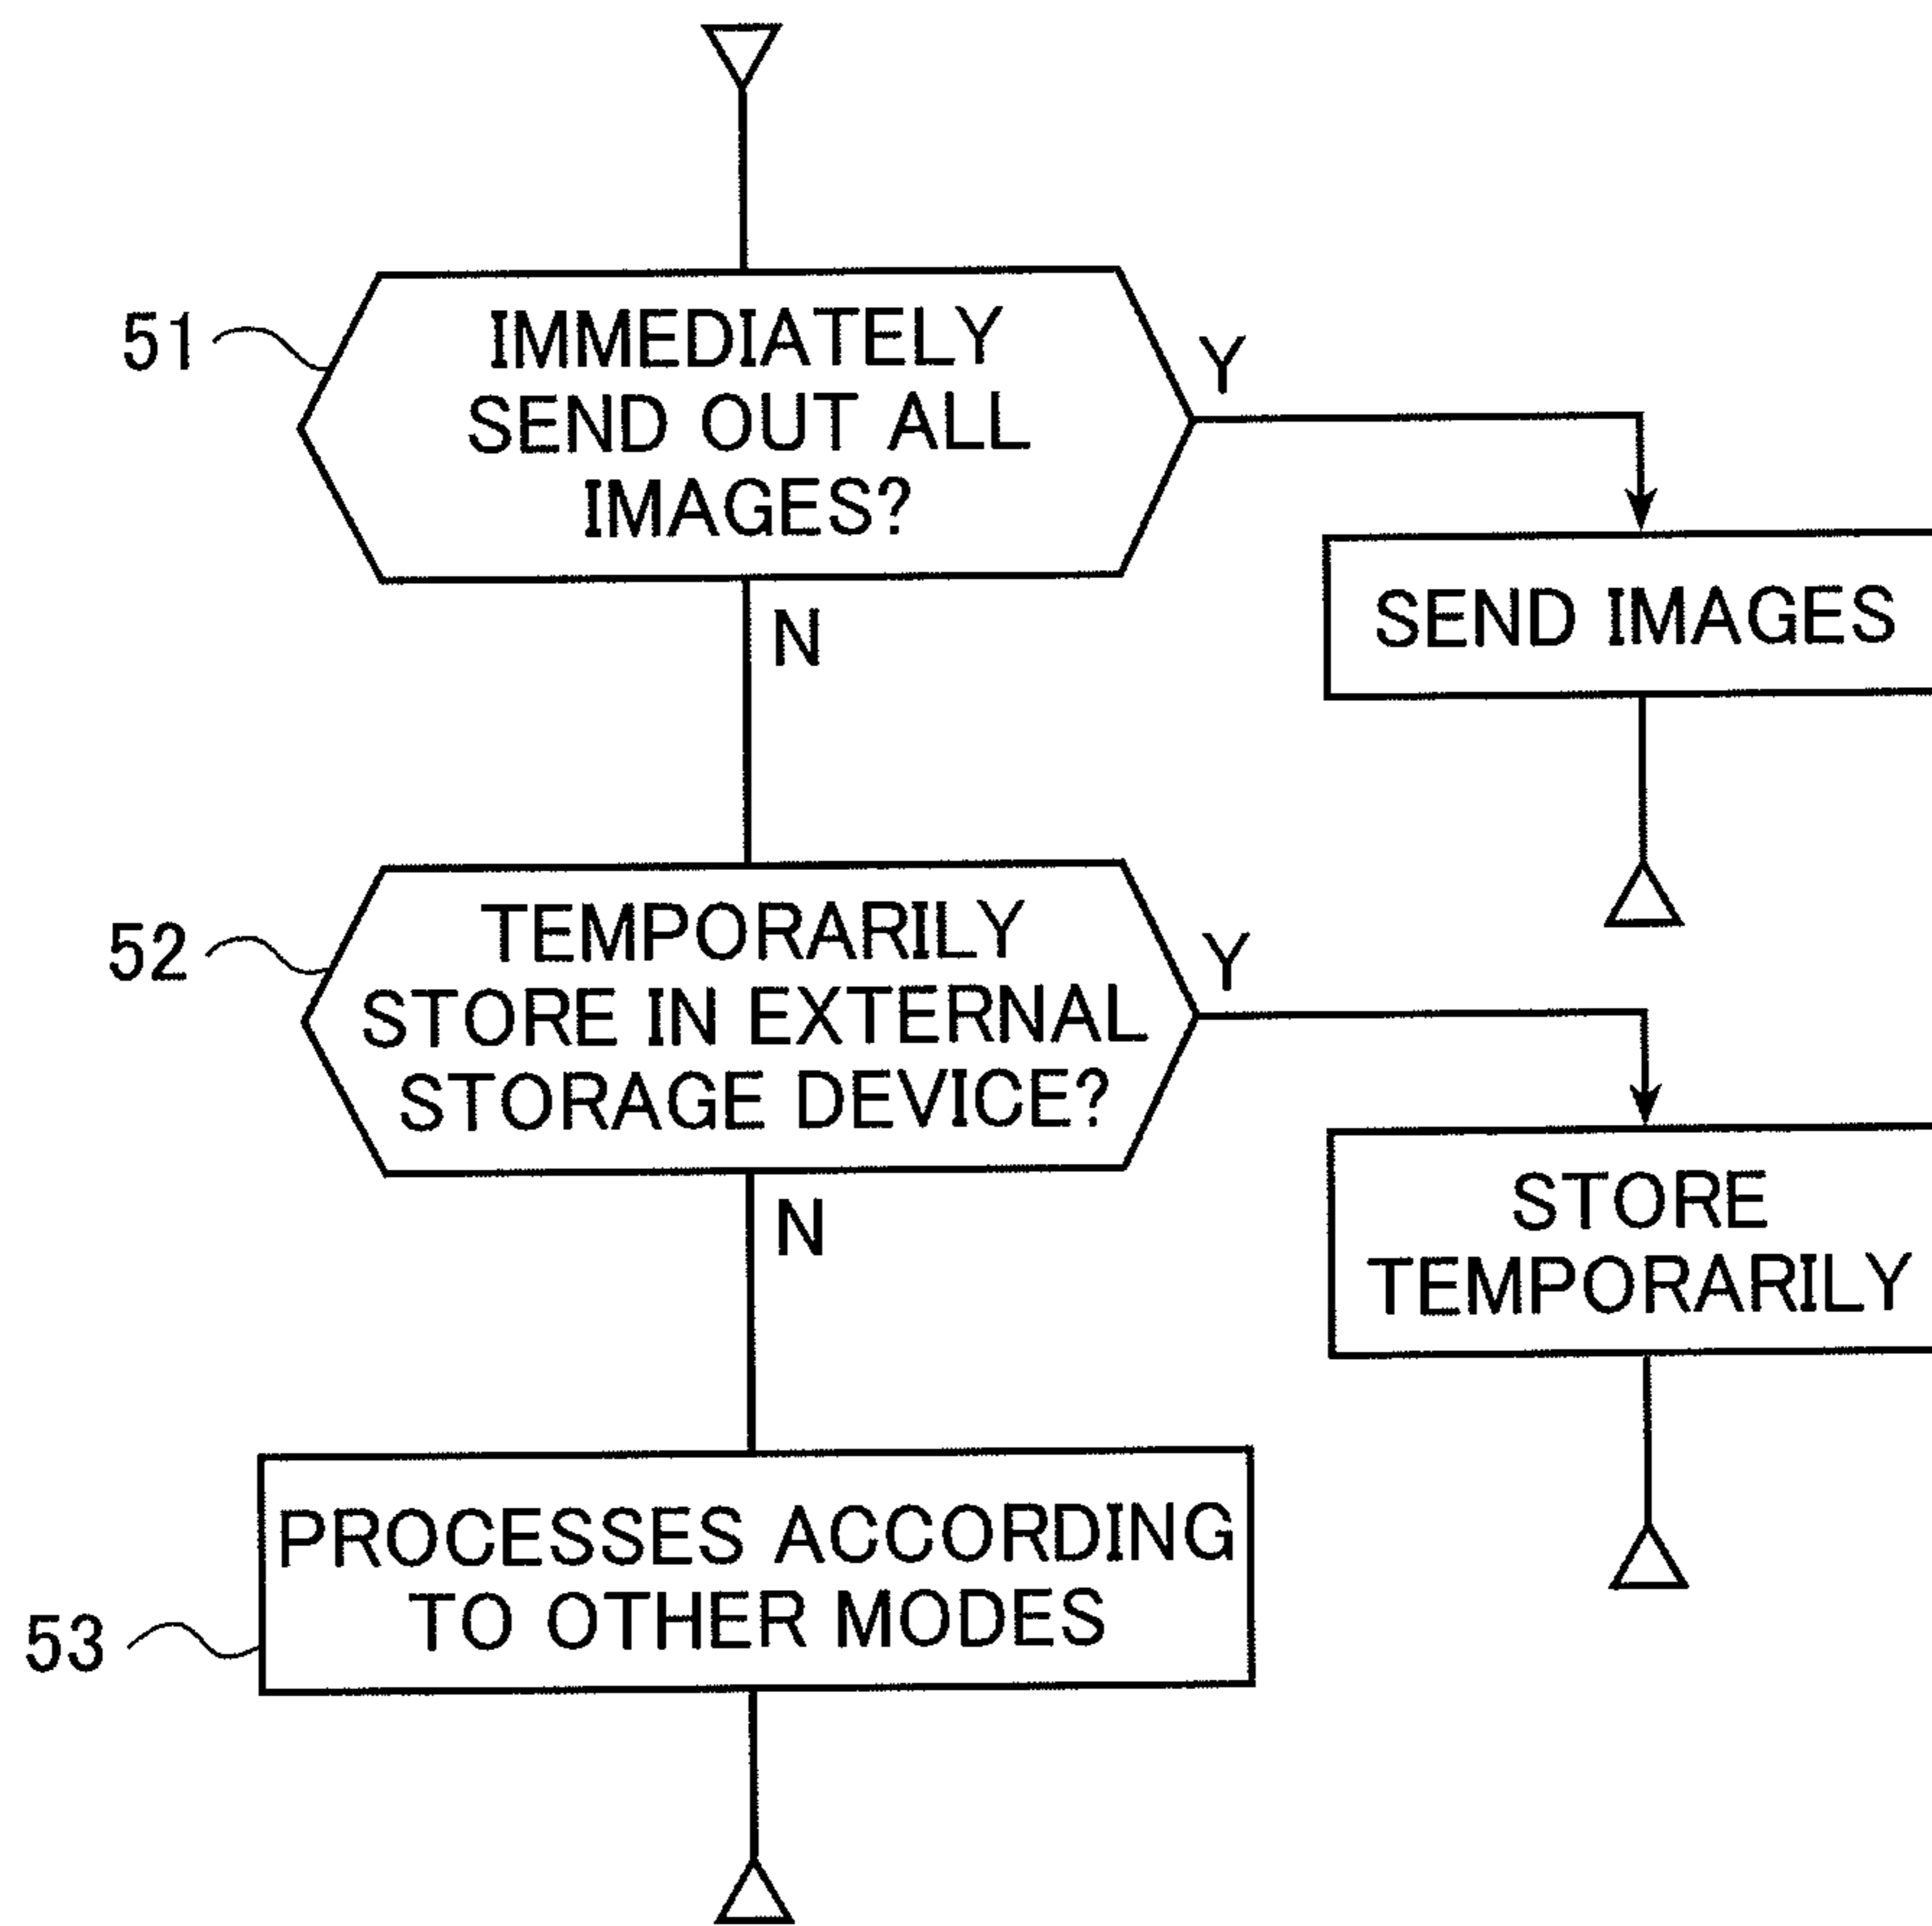 51
IMMEDIATELY
SEND OUT ALL
IMAGES?
Y
N
SEND IMAGES
52
TEMPORARILY
STORE IN EXTERNAL
STORAGE DEVICE?
Y
N
STORE
TEMPORARILY
53
PROCESSES ACCORDING
TO OTHER MODES